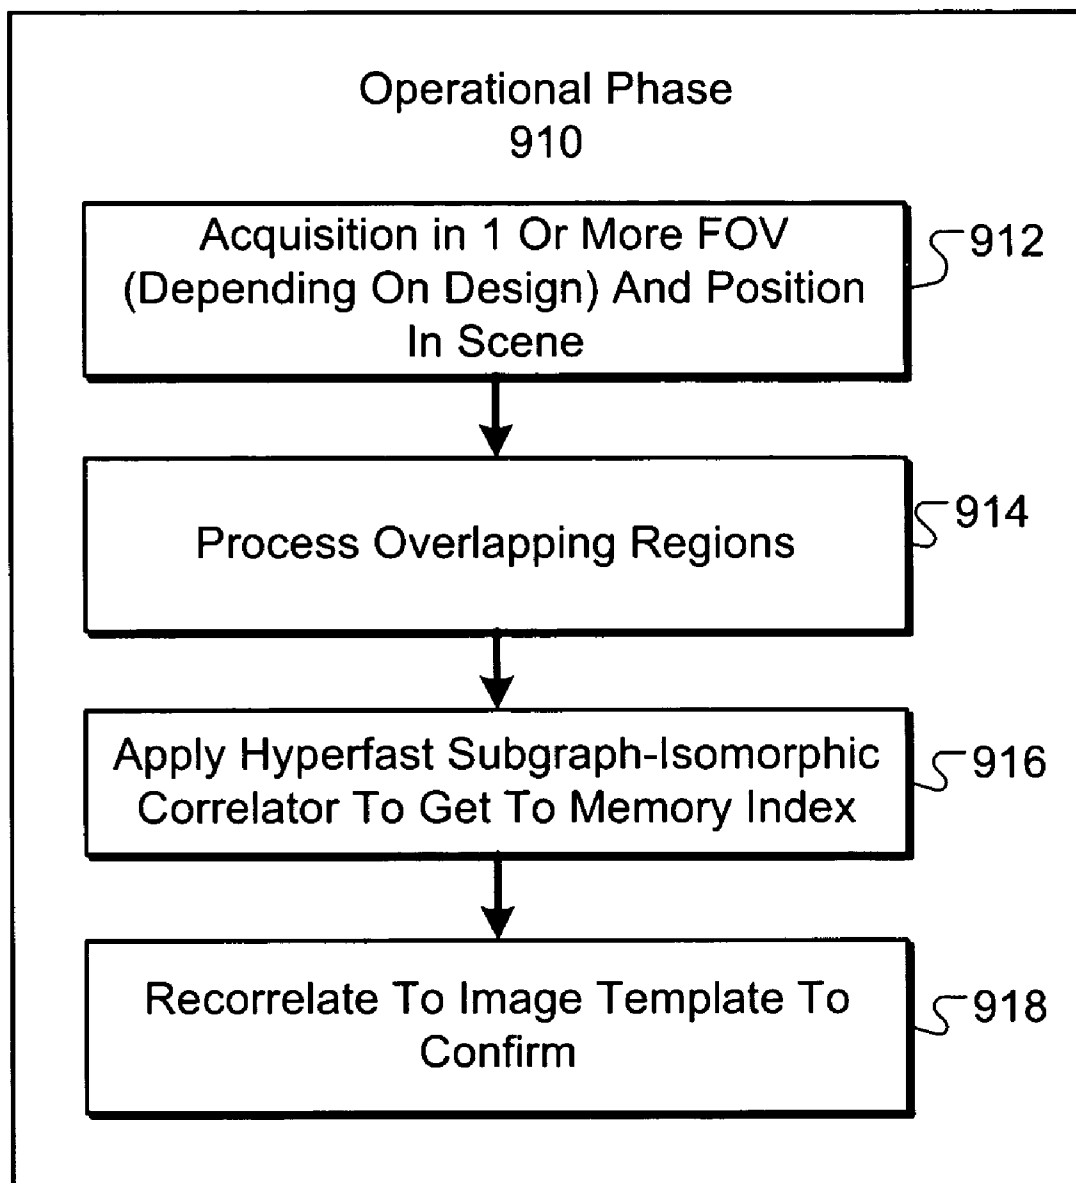 Operational Phase
910
Acquisition in 1 Or More FOV
(Depending On Design) And Position
In Scene
912
Process Overlapping Regions
914
Apply Hyperfast Subgraph-Isomorphic
Correlator To Get To Memory Index
916
Recorrelate To Image Template To
Confirm
918